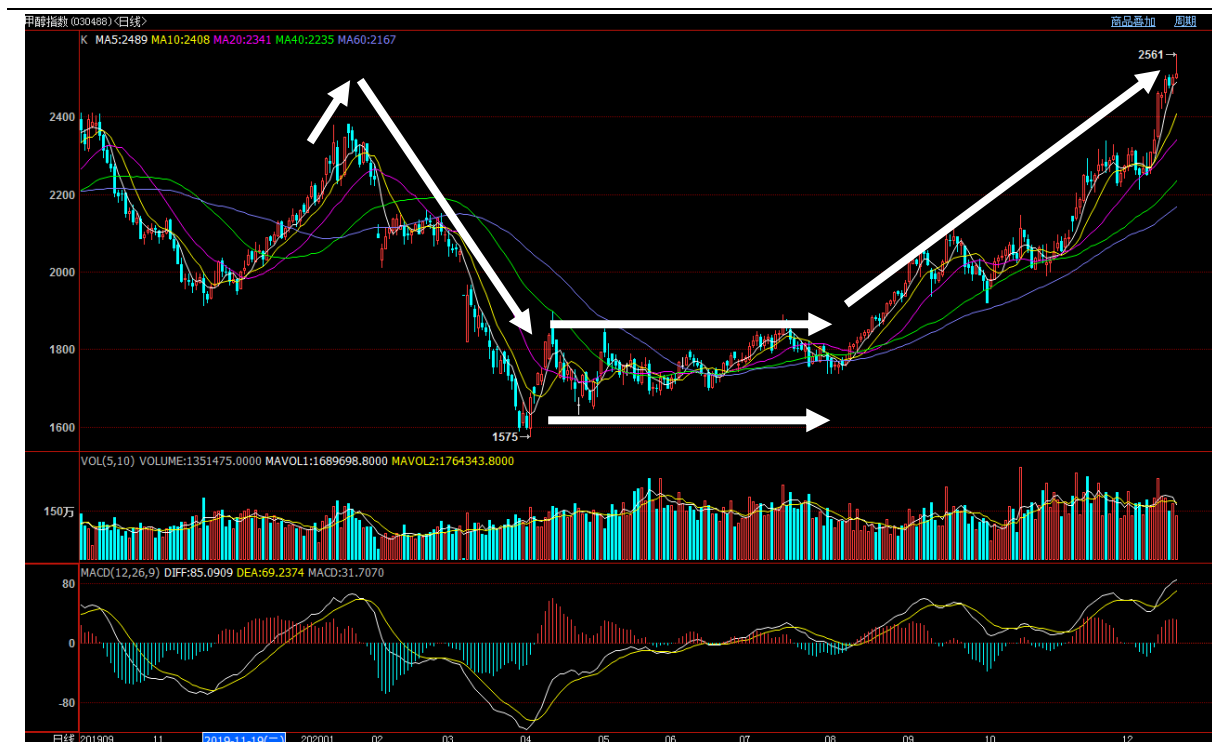 甲醇指数 (030488)<日线> 商品叠加 周期
K MA5:2489 MA10:2408 MA20:2341 MA40:2235 MA60:2167
2561→
2400
2200
2000
1800
1600
1575→
VOL(5,10) VOLUME:1351475.0000 MAVOL1:1689698.8000 MAVOL2:1764343.8000
150万
MACD(12,26,9) DIFF:85.0909 DEA:69.2374 MACD:31.7070
80
0
-80
日线 201909 11 2019-11-19(二) 202001 02 03 04 05 06 07 08 09 10 12